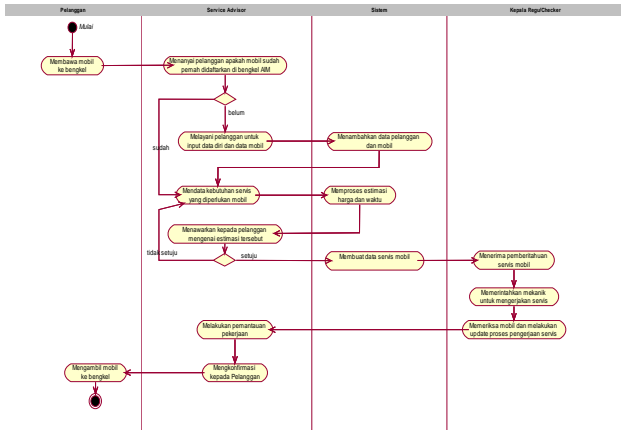 Pelanggan
Service Advisor
Sistem
Kepala Regu/Checker
Mulai
Membawa mobil
ke bengkel
Menanyai pelanggan apakah mobil sudah
pernah didaftarkan di bengkel AIM
belum
sudah
Melayani pelanggan untuk
input data diri dan data mobil
Menambahkan data pelanggan
dan mobil
Mendata kebutuhan servis
yang diperlukan mobil
Memproses estimasi
harga dan waktu
Menawarkan kepada pelanggan
mengenai estimasi tersebut
tidak setuju
setuju
Membuat data servis mobil
Menerima pemberitahuan
servis mobil
Memerintahkan mekanik
untuk mengerjakan servis
Memeriksa mobil dan melakukan
update proses pengerjaan servis
Melakukan pemantauan
pekerjaan
Mengkonfirmasi
kepada Pelanggan
Mengambil mobil
ke bengkel